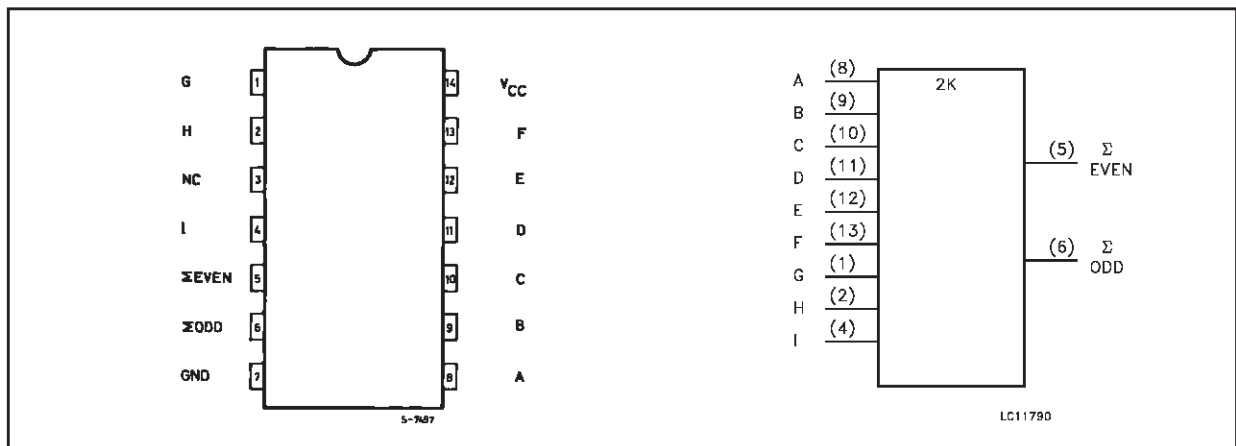 G 1 14 VCC
H 2 13 F
NC 3 12 E
I 4 11 D
ΣEVEN 5 10 C
ΣODD 6 9 B
GND 7 8 A
S-7497
2K
A (8)
B (9)
C (10)
D (11)
E (12)
F (13)
G (1)
H (2)
I (4)
(5) Σ
EVEN
(6) Σ
ODD
LC11790